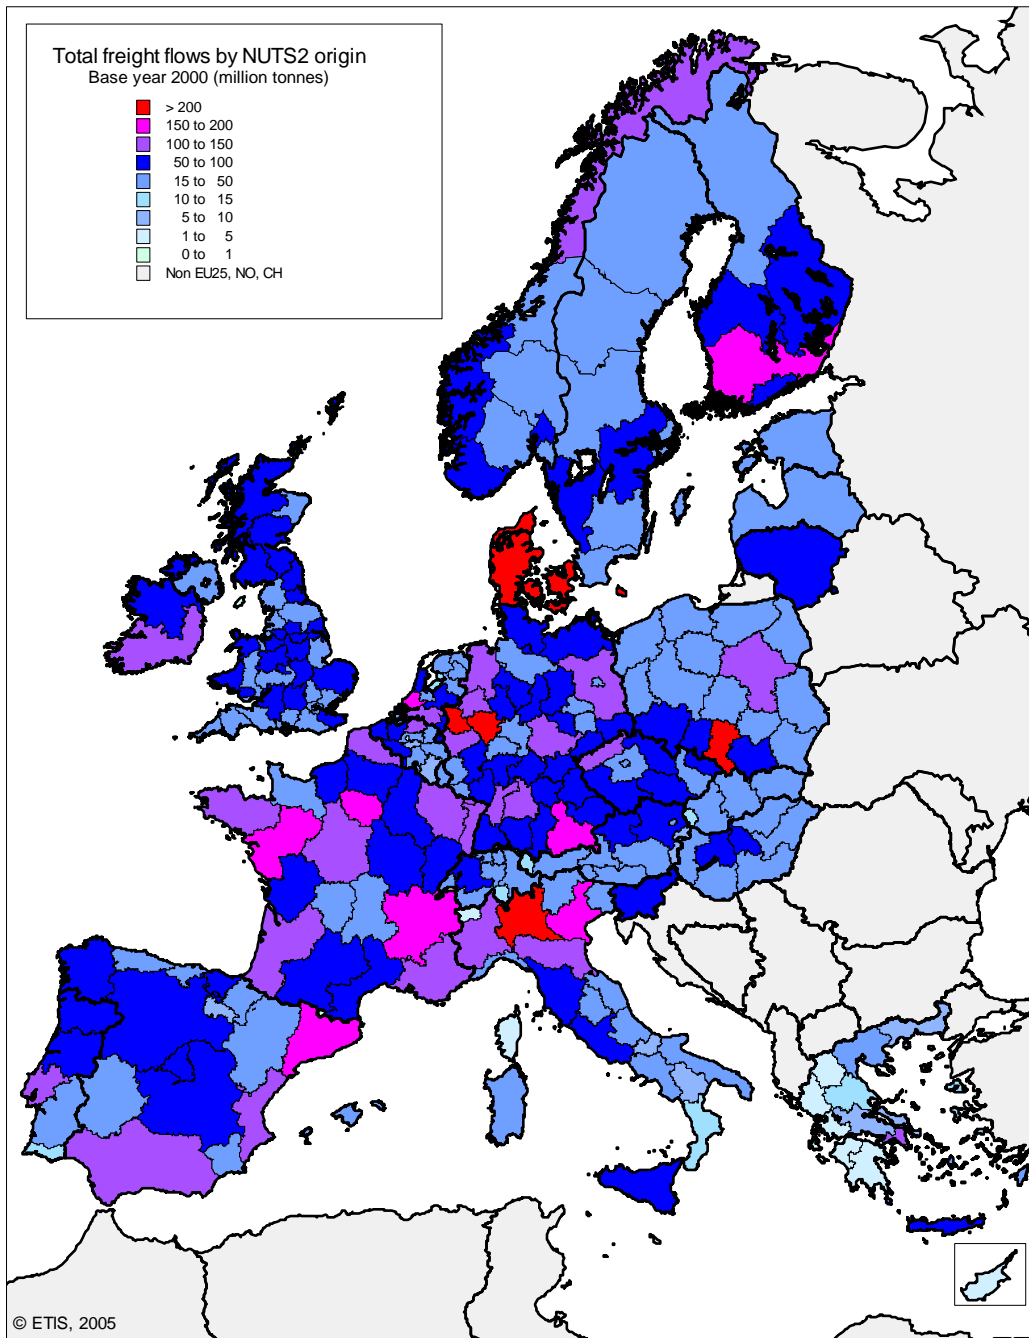 Total freight flows by NUTS2 origin
Base year 2000 (million tonnes)
> 200
150 to 200
100 to 150
50 to 100
15 to 50
10 to 15
5 to 10
1 to 5
0 to 1
Non EU25, NO, CH
© ETIS, 2005